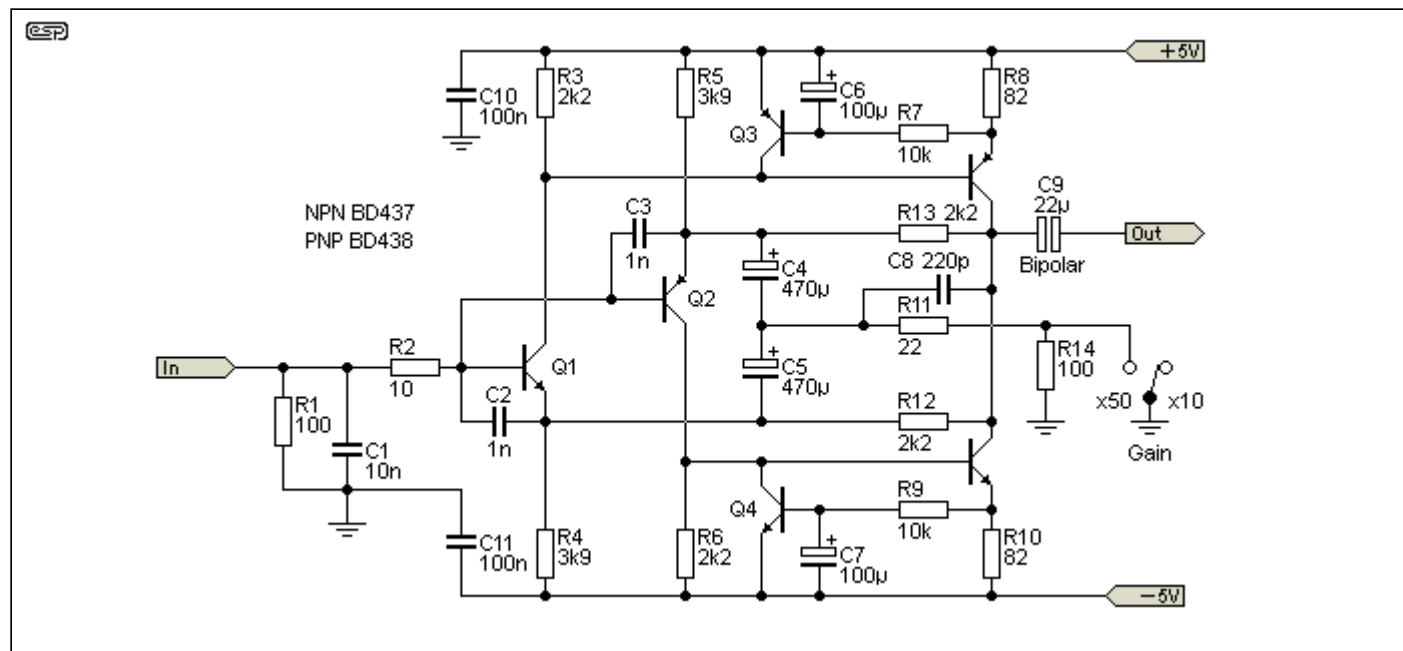 esp
+5V
R3
2k2
R5
3k9
C10
100n
+
C6
100µ
R8
82
R7
10k
Q3
C9
22µ
NPN BD437
PNP BD438
C3
1n
R13 2k2
Out
Bipolar
+
C4
470µ
C8 220p
Q2
R11
22
R2
10
In
Q1
+
C5
470µ
R14
100
x50
x10
R1
100
C2
1n
R12
2k2
Gain
C1
10n
Q4
R9
10k
C11
100n
R4
3k9
R6
2k2
+
C7
100µ
R10
82
−5V